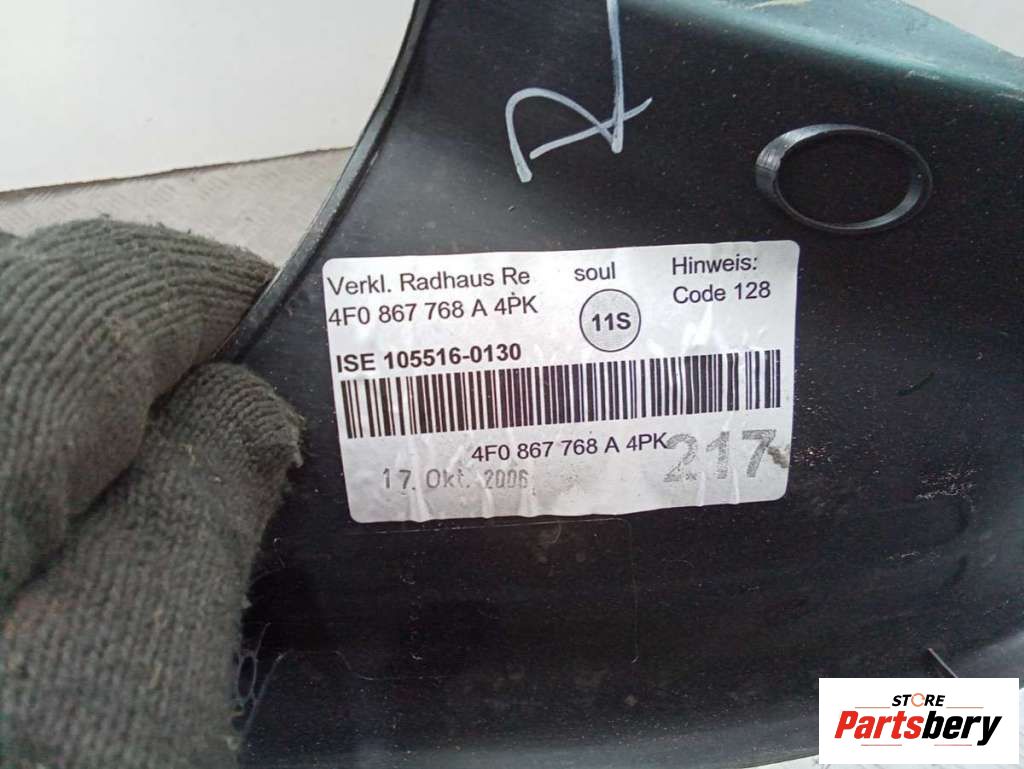 Verkl. Radhaus Re soul Hinweis:
4F0 867 768 A 4PK 11S Code 128
ISE 105516-0130
4F0 867 768 A 4PK 217
17. Okt. 2006
STORE
Partsbery